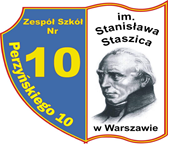 Zespół Szkół
Nr
10
Perzyńskiego 10
im.
Stanisława
Staszica
w Warszawie